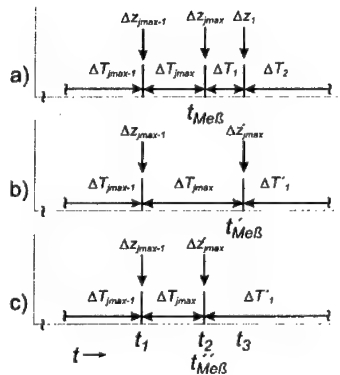 Δz_jmax-1 Δz_jmax Δz_1
a) ΔT_jmax-1 ΔT_jmax ΔT_1 ΔT_2
t_Meß
Δz_jmax-1 Δz'_jmax
b) ΔT_jmax-1 ΔT_jmax ΔT'_1
t'_Meß
Δz_jmax-1 Δz'_jmax
c) ΔT_jmax-1 ΔT_jmax ΔT'_1
t → t_1 t_2 t_3
t''_Meß